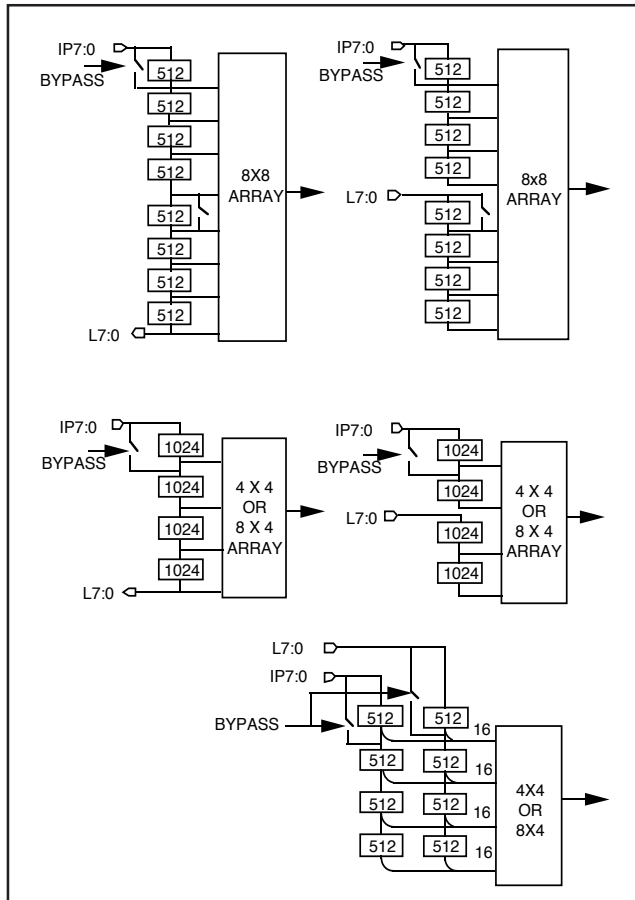 IP7:0
BYPASS
512
512
512
512
512
512
512
512
8X8
ARRAY
L7:0
IP7:0
BYPASS
512
512
512
512
L7:0
512
512
512
512
8x8
ARRAY
IP7:0
BYPASS
1024
1024
1024
1024
4 X 4
OR
8 X 4
ARRAY
L7:0
IP7:0
BYPASS
1024
1024
L7:0
1024
1024
4 X 4
OR
8 X 4
ARRAY
L7:0
IP7:0
BYPASS
512 512 16
512 512 16
512 512 16
512 512 16
4X4
OR
8X4